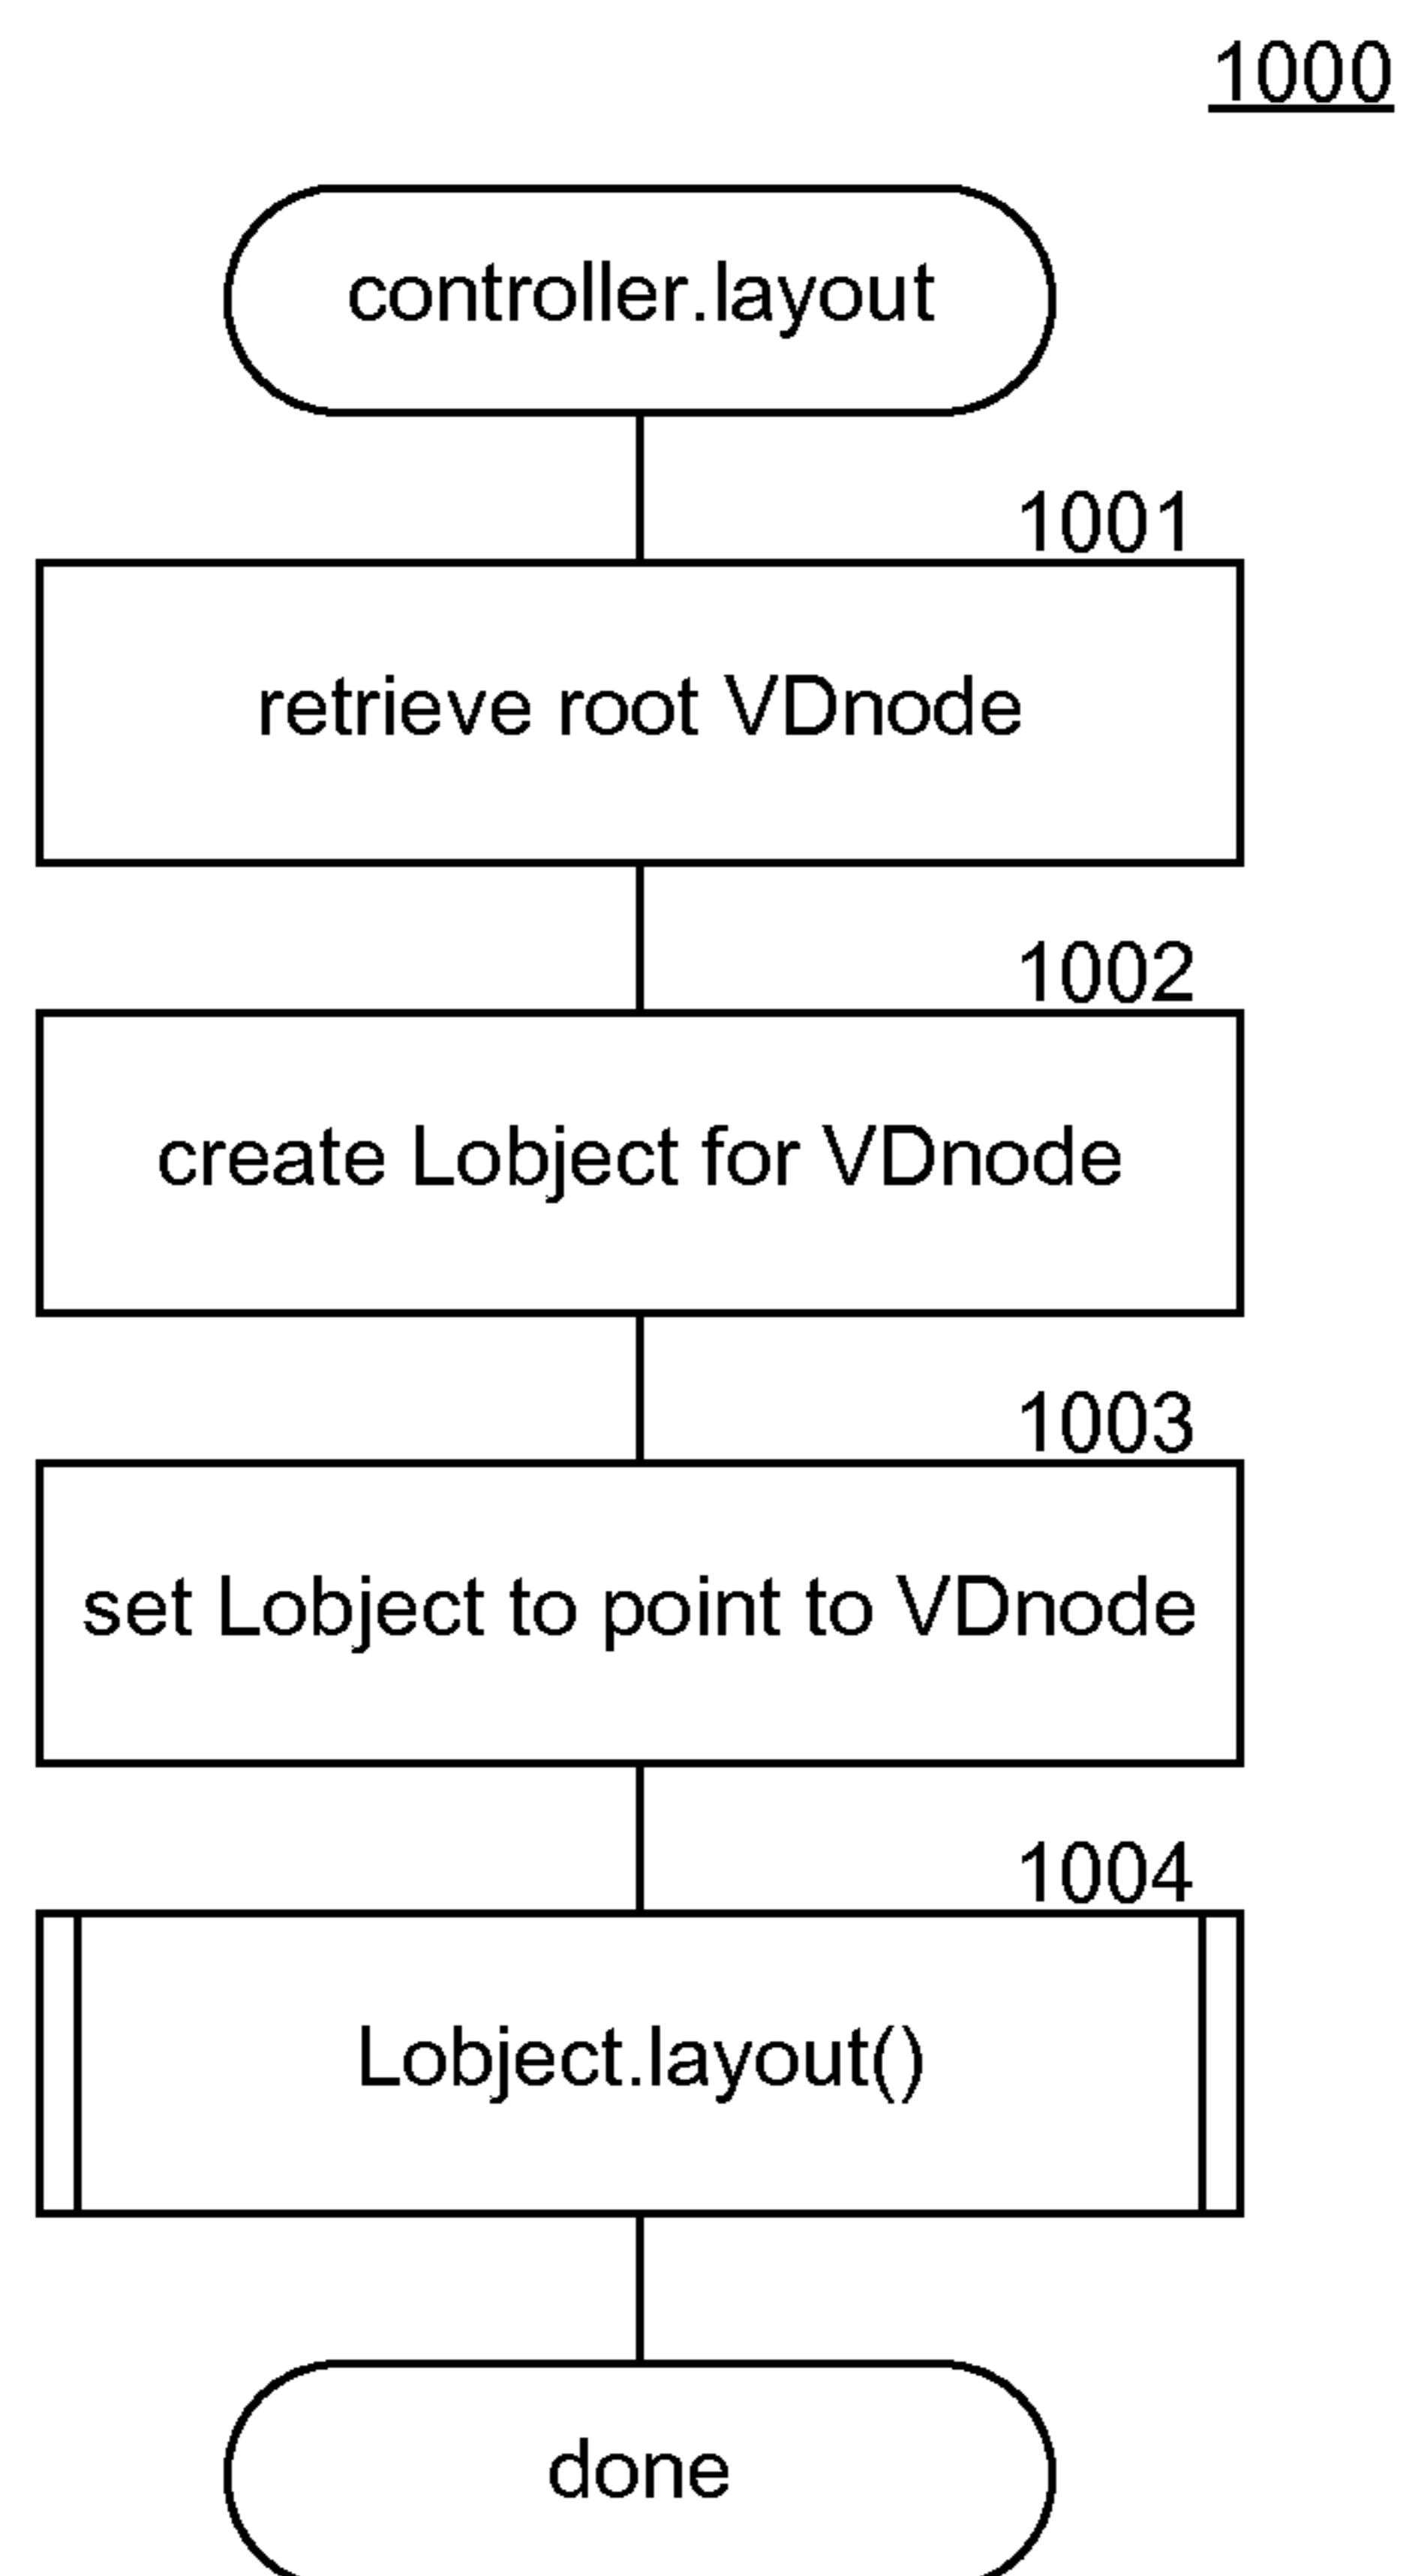 1000
controller.layout
1001
retrieve root VDnode
1002
create Lobject for VDnode
1003
set Lobject to point to VDnode
1004
Lobject.layout()
done